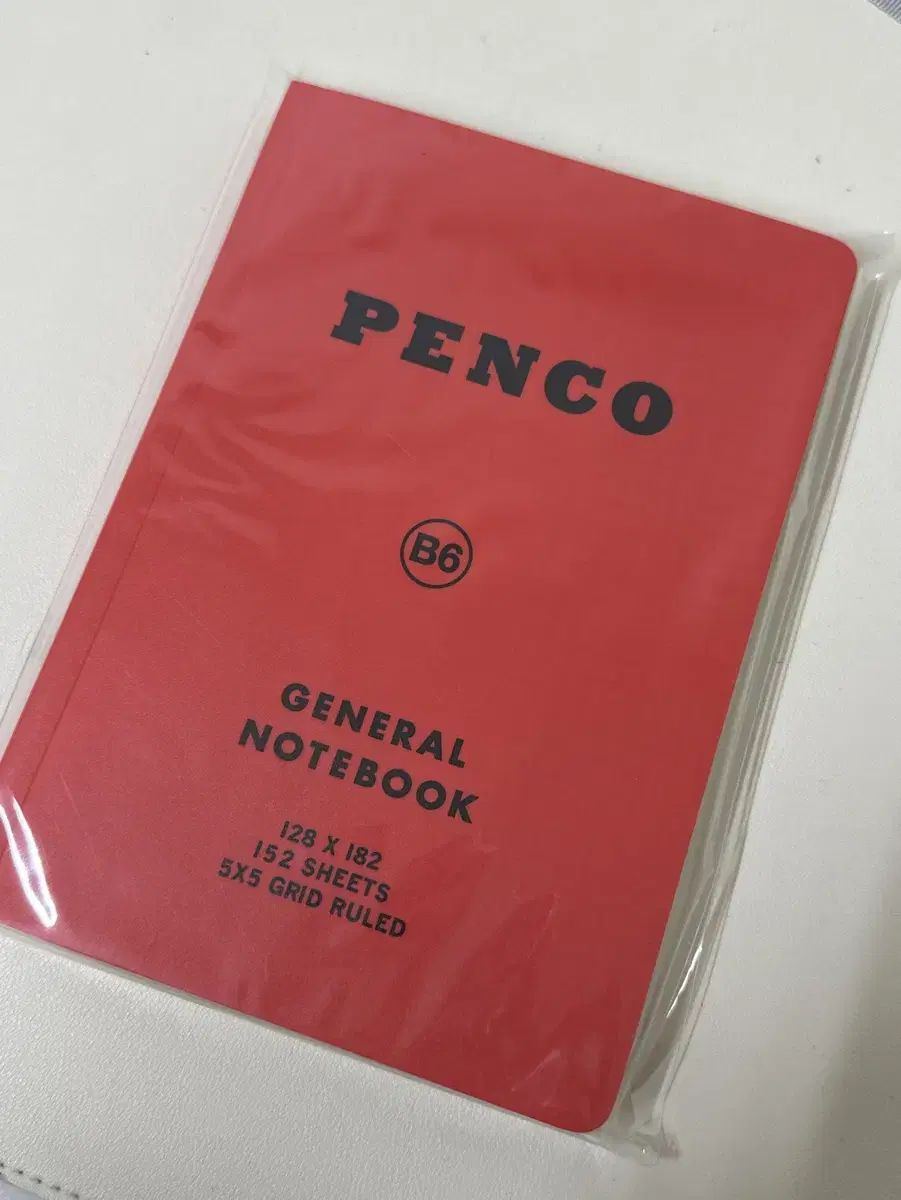 PENCO
B6
GENERAL
NOTEBOOK
128 X 182
152 SHEETS
5X5 GRID RULED